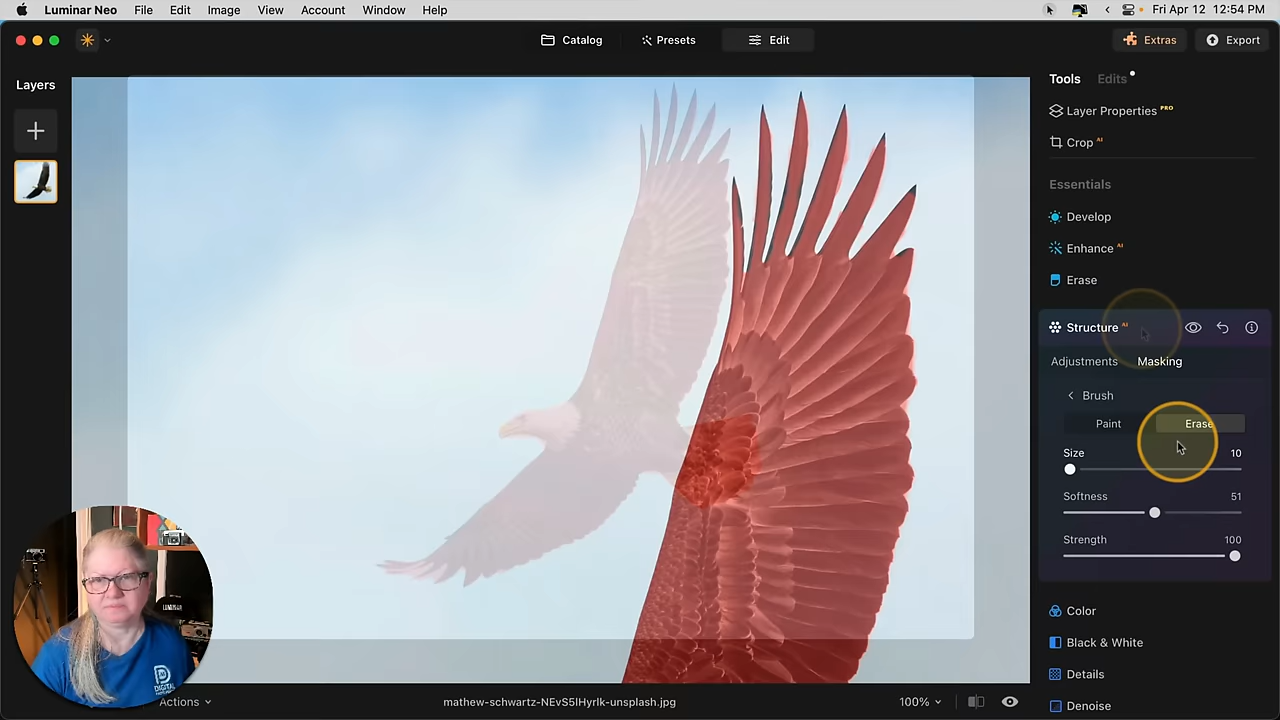 Luminar Neo File Edit Image View Account Window Help Fri Apr 12 12:54 PM
Catalog Presets Edit Extras Export
Layers
Tools Edits
Layer Properties PRO
Crop AI
Essentials
Develop
Enhance AI
Erase
Structure AI
Adjustments Masking
Brush
Paint Erase
Size 10
Softness 51
Strength 100
Color
Black & White
Details
Denoise
Actions mathew-schwartz-NEvS5lHyrlk-unsplash.jpg 100%
LUMINAR
DIGITAL